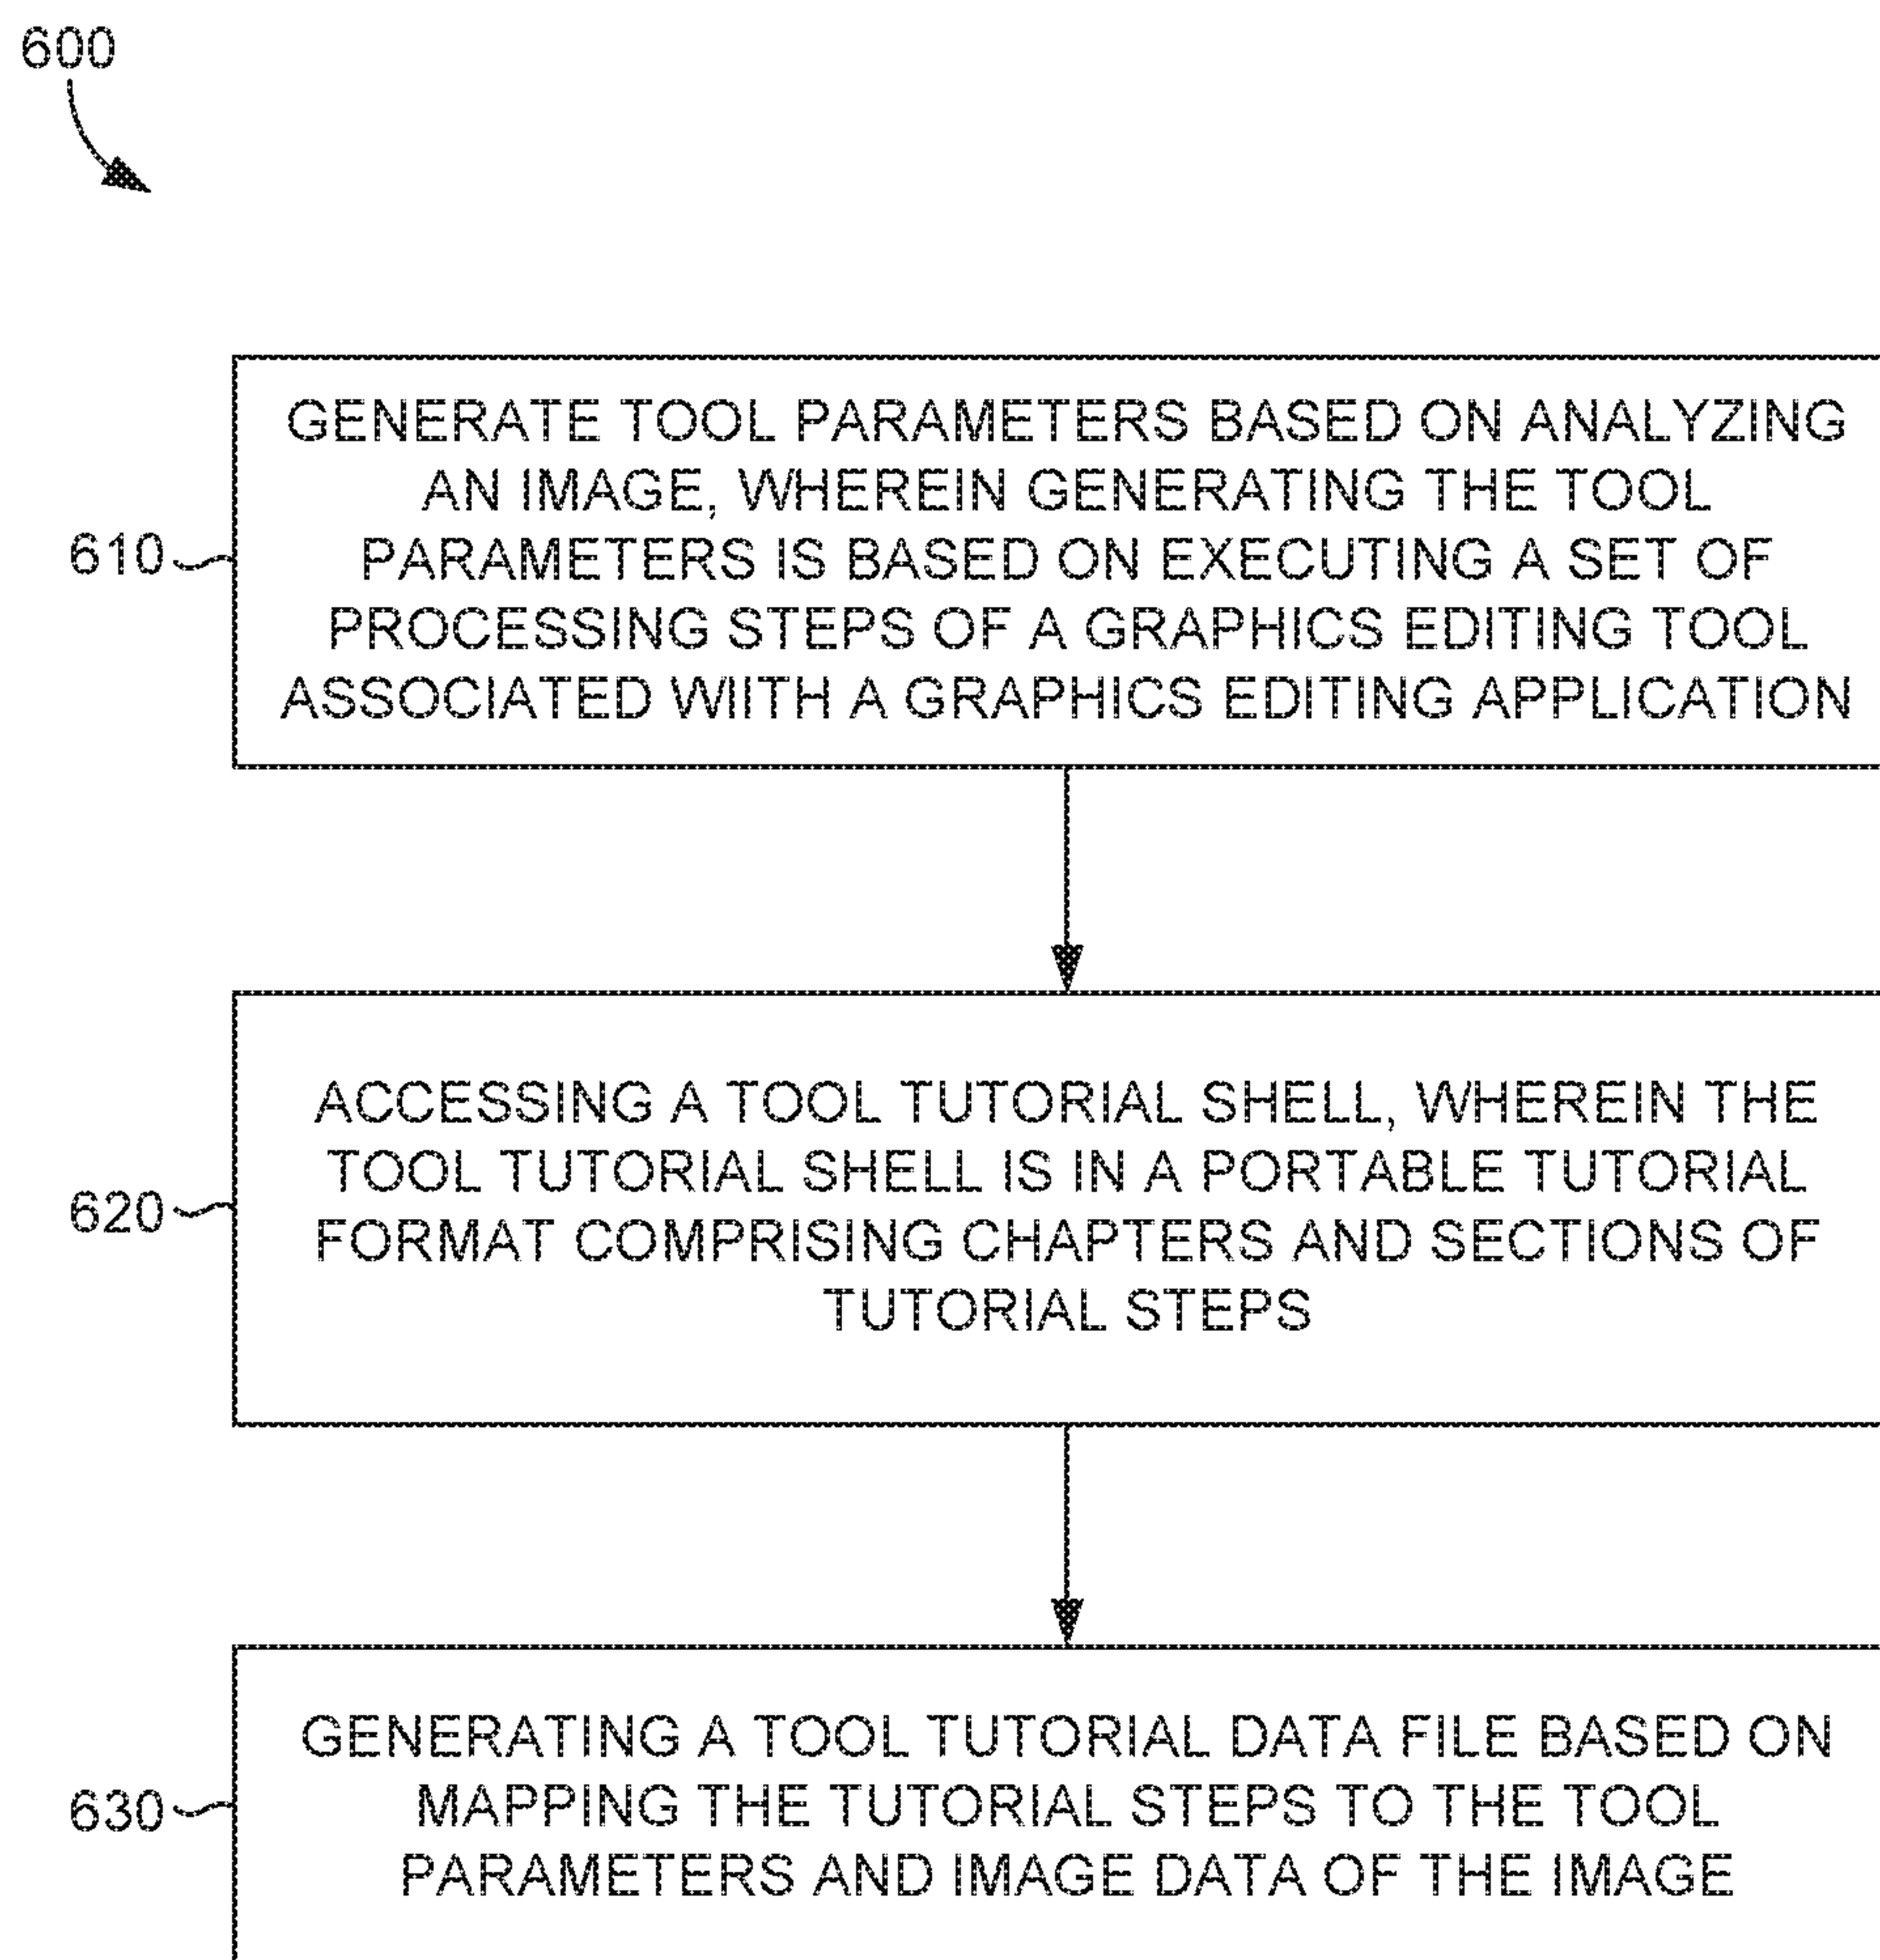 600
GENERATE TOOL PARAMETERS BASED ON ANALYZING
AN IMAGE, WHEREIN GENERATING THE TOOL
610
PARAMETERS IS BASED ON EXECUTING A SET OF
PROCESSING STEPS OF A GRAPHICS EDITING TOOL
ASSOCIATED WITH A GRAPHICS EDITING APPLICATION
ACCESSING A TOOL TUTORIAL SHELL, WHEREIN THE
TOOL TUTORIAL SHELL IS IN A PORTABLE TUTORIAL
620
FORMAT COMPRISING CHAPTERS AND SECTIONS OF
TUTORIAL STEPS
GENERATING A TOOL TUTORIAL DATA FILE BASED ON
630
MAPPING THE TUTORIAL STEPS TO THE TOOL
PARAMETERS AND IMAGE DATA OF THE IMAGE